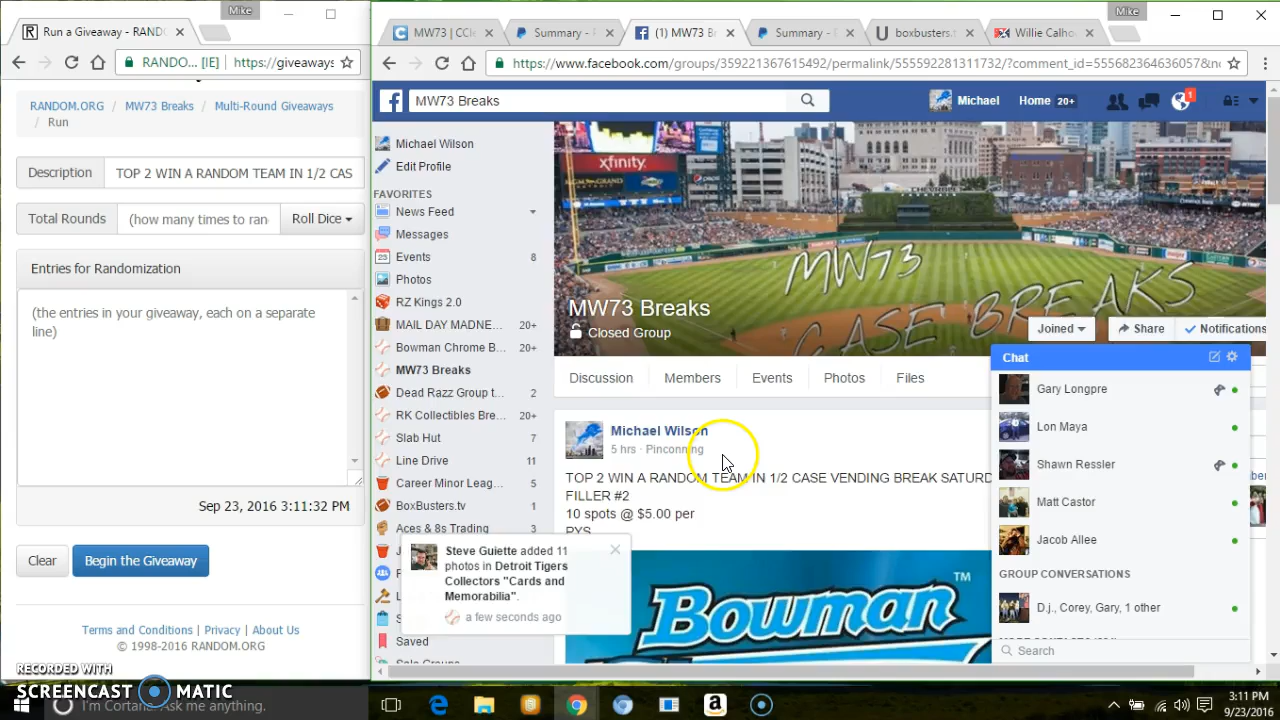 Mike
Run a Giveaway - RAND
RANDO... [IE]
https://giveaways
RANDOM.ORG
MW73 Breaks
Multi-Round Giveaways
Run
Description
TOP 2 WIN A RANDOM TEAM IN 1/2 CAS
Total Rounds
(how many times to ran
Roll Dice
Entries for Randomization
(the entries in your giveaway, each on a separate
line)
Sep 23, 2016 3:11:32 PM
Clear
Begin the Giveaway
Terms and Conditions | Privacy | About Us
© 1998-2016 RANDOM.ORG
RECORDED WITH
SCREENCAST MATIC
I'm Cortana. Ask me anything.
Mike
MW73 | CCle
Summary - P
(1) MW73 B
Summary - 
boxbusters.t
Willie Calho
https://www.facebook.com/groups/359221367615492/permalink/555592281311732/?comment_id=555682364636057&n
MW73 Breaks
Michael
Home 20+
1
Michael Wilson
Edit Profile
FAVORITES
News Feed
Messages
Events 8
Photos
RZ Kings 2.0
MAIL DAY MADNE... 20+
Bowman Chrome B... 20+
MW73 Breaks
Dead Razz Group t... 2
RK Collectibles Bre... 20+
Slab Hut 7
Line Drive 11
Career Minor Leag... 5
BoxBusters.tv 1
Aces & 8s Trading 3
Saved
xfinity
pepsi
CHEVROLET
MW73
CASE BREAKS
MW73 Breaks
Closed Group
Joined
Share
Notifications
Discussion
Members
Events
Photos
Files
Michael Wilson
5 hrs · Pinconning
TOP 2 WIN A RANDOM TEAM IN 1/2 CASE VENDING BREAK SATURD
FILLER #2
10 spots @ $5.00 per
PYS
Bowman
TM
Steve Guiette added 11
photos in Detroit Tigers
Collectors "Cards and
Memorabilia".
a few seconds ago
Chat
Gary Longpre
Lon Maya
Shawn Ressler
Matt Castor
Jacob Allee
GROUP CONVERSATIONS
D.j., Corey, Gary, 1 other
Search
3:11 PM
9/23/2016